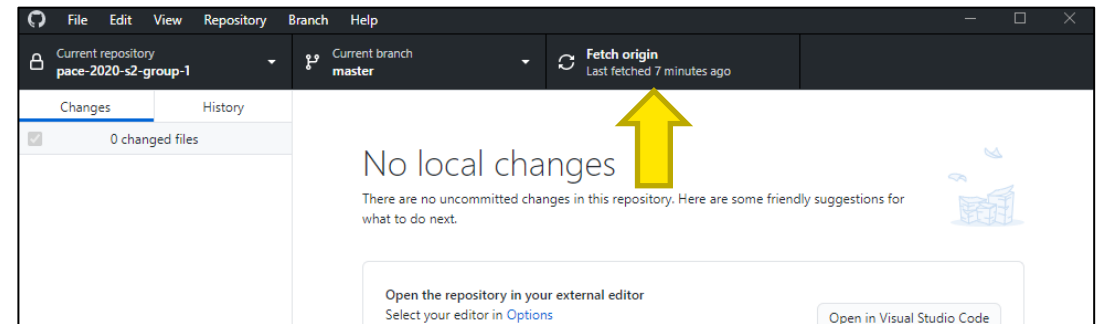 File Edit View Repository Branch Help
Current repository
pace-2020-s2-group-1
Current branch
master
Fetch origin
Last fetched 7 minutes ago
Changes History
0 changed files
No local changes
There are no uncommitted changes in this repository. Here are some friendly suggestions for
what to do next.
Open the repository in your external editor
Select your editor in Options
Open in Visual Studio Code